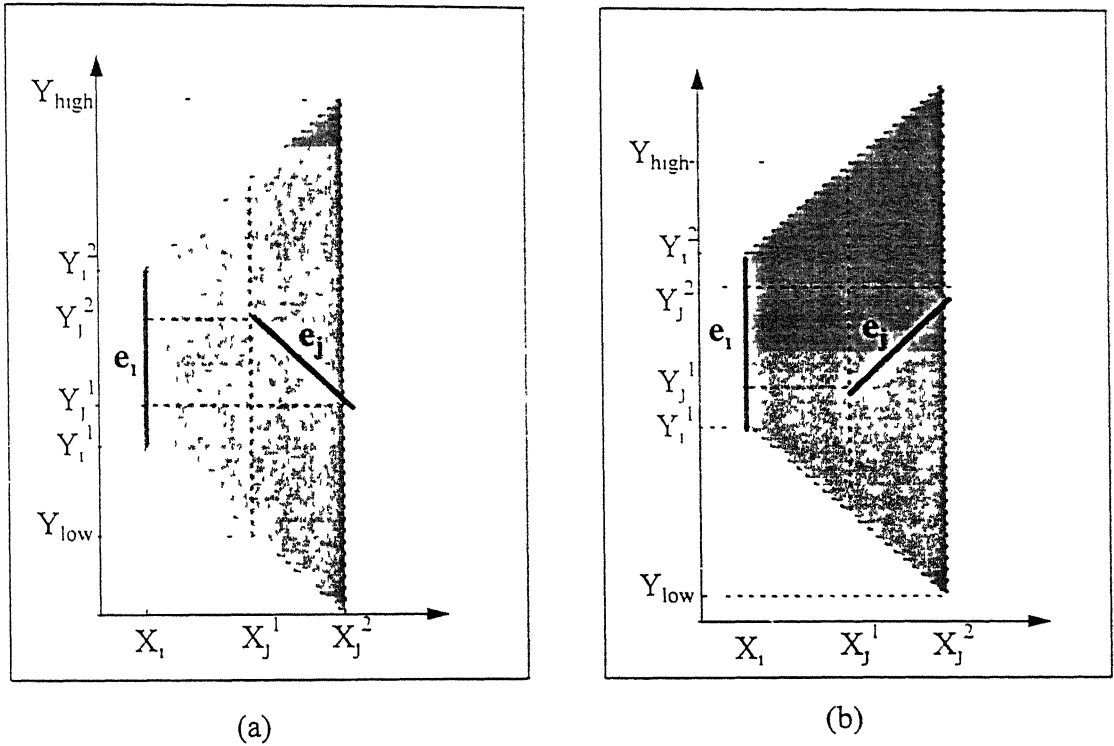 Y_high
Y_i^2
Y_j^2
e_i
e_j
Y_j^1
Y_i^1
Y_low
X_i
X_j^1
X_j^2
(a)
Y_high
Y_i^2
Y_j^2
e_i
e_j
Y_j^1
Y_i^1
Y_low
X_i
X_j^1
X_j^2
(b)